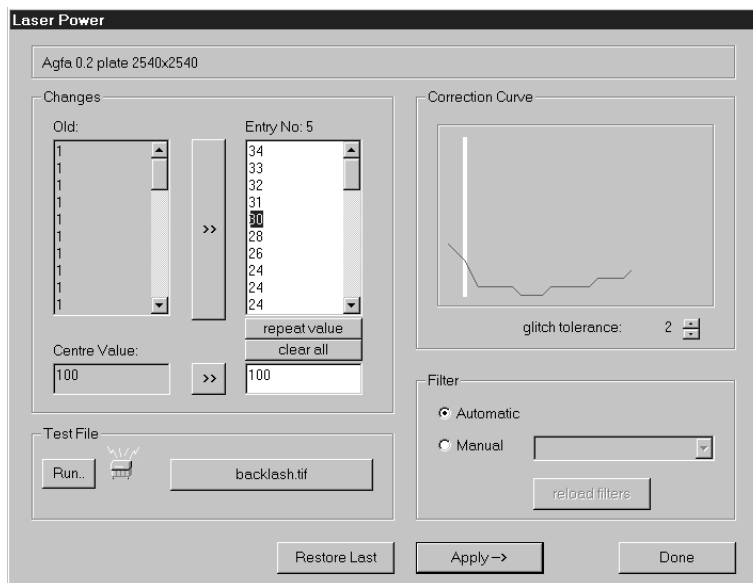 Laser Power
Agfa 0.2 plate 2540x2540
Changes
Old:
1
1
1
1
1
1
1
1
1
1
>>
Entry No: 5
34
33
32
31
30
28
26
24
24
24
repeat value
clear all
Centre Value:
100
>>
100
Test File
Run..
backlash.tif
Correction Curve
glitch tolerance: 2
Filter
Automatic
Manual
reload filters
Restore Last
Apply-->
Done